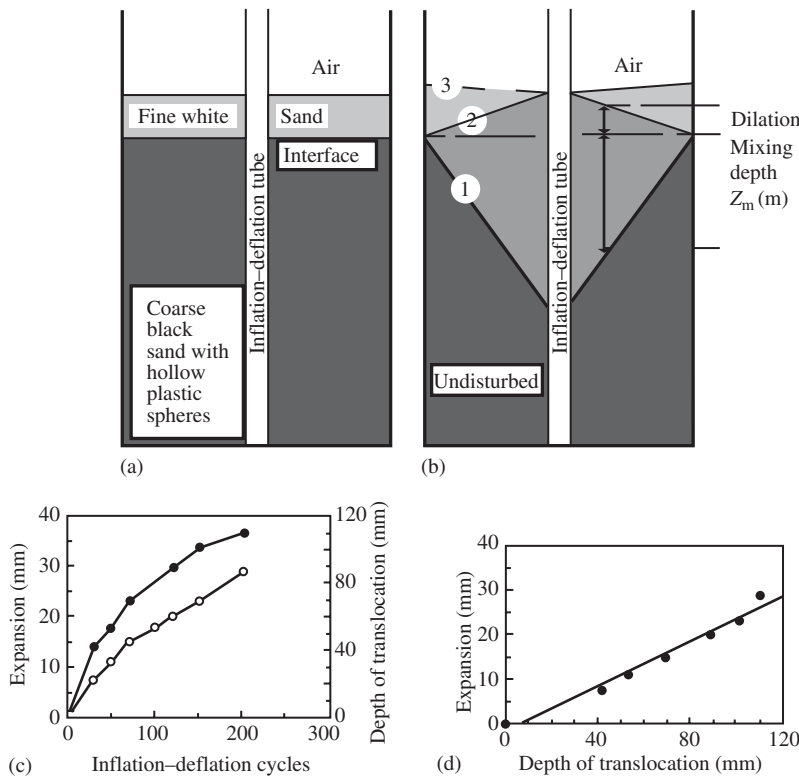 Air
Fine white
Sand
Interface
Inflation–deflation tube
Coarse
black
sand with
hollow
plastic
spheres
(a)
Air
3
2
1
Dilation
Mixing
depth
Zm (m)
Inflation–deflation tube
Undisturbed
(b)
40
30
20
10
0
Expansion (mm)
120
80
40
0
Depth of translocation (mm)
0
100
200
300
Inflation–deflation cycles
(c)
40
30
20
10
0
Expansion (mm)
0
40
80
120
Depth of translocation (mm)
(d)